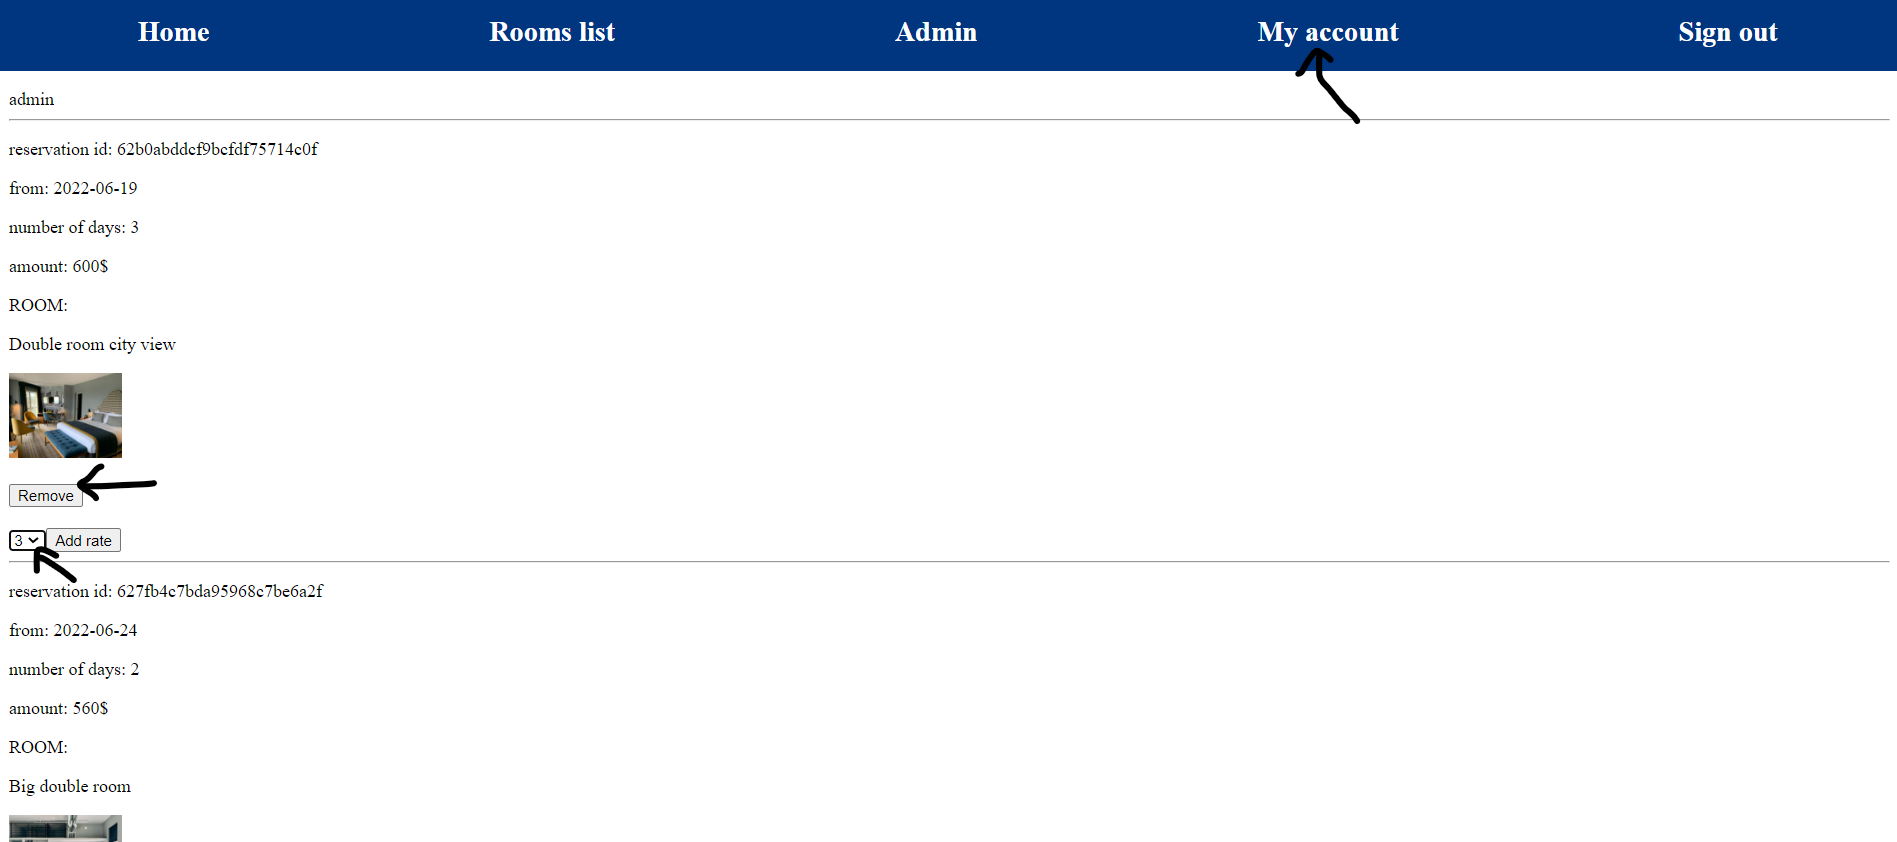 Home Rooms list Admin My account Sign out
admin
reservation id: 62b0abddcf9bcfdf75714c0f
from: 2022-06-19
number of days: 3
amount: 600$
ROOM:
Double room city view
Remove
3 Add rate
reservation id: 627fb4c7bda95968c7be6a2f
from: 2022-06-24
number of days: 2
amount: 560$
ROOM:
Big double room